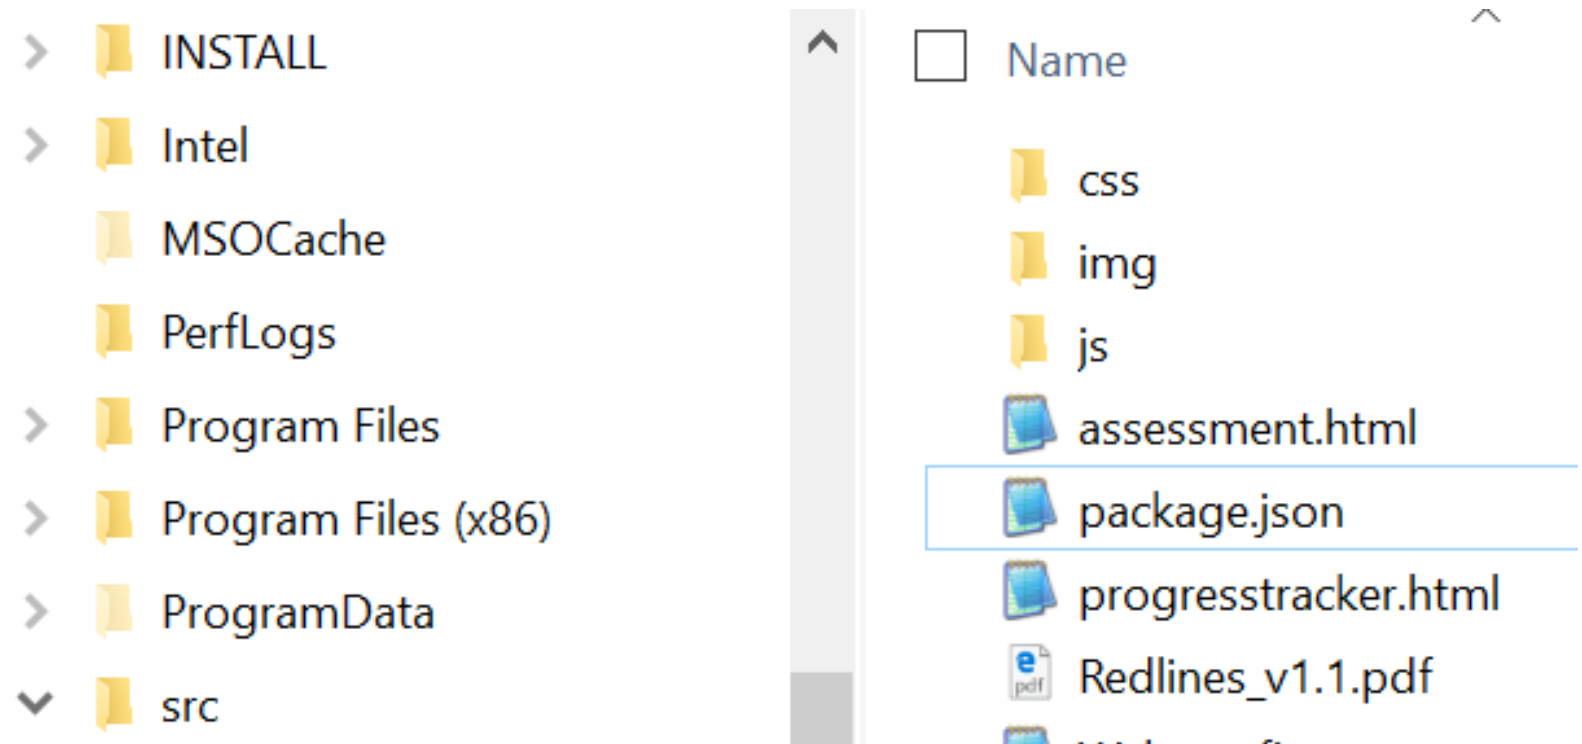 INSTALL
Intel
MSOCache
PerfLogs
Program Files
Program Files (x86)
ProgramData
src
Name
css
img
js
assessment.html
package.json
progresstracker.html
pdf
Redlines_v1.1.pdf